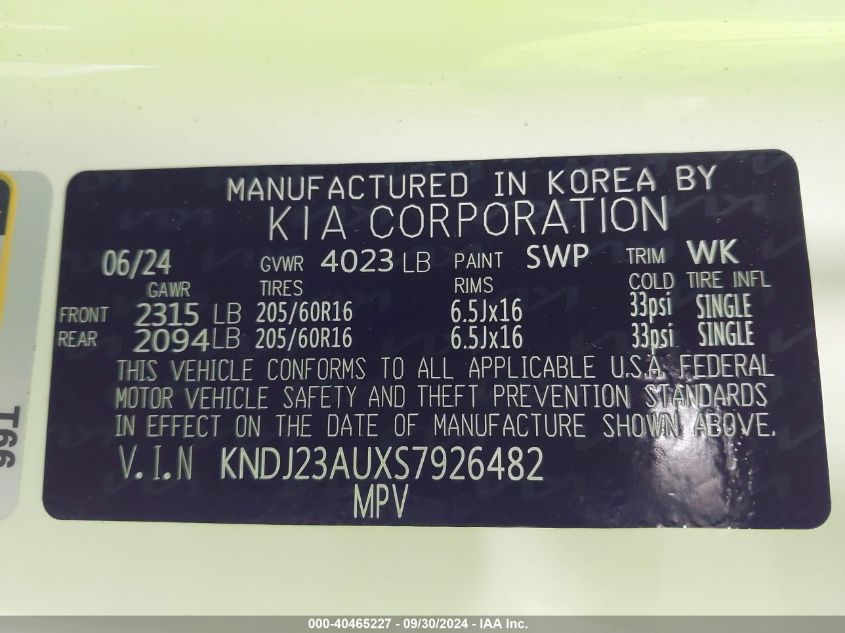 MANUFACTURED IN KOREA BY
KIA CORPORATION
06/24 GVWR 4023 LB PAINT SWP TRIM WK
GAWR TIRES RIMS COLD TIRE INFL
FRONT 2315 LB 205/60R16 6.5Jx16 33psi SINGLE
REAR 2094 LB 205/60R16 6.5Jx16 33psi SINGLE
THIS VEHICLE CONFORMS TO ALL APPLICABLE U.S.A. FEDERAL
MOTOR VEHICLE SAFETY AND THEFT PREVENTION STANDARDS
IN EFFECT ON THE DATE OF MANUFACTURE SHOWN ABOVE.
V.I.N KNDJ23AUXS7926482
MPV
T66
000-40465227 - 09/30/2024 - IAA Inc.